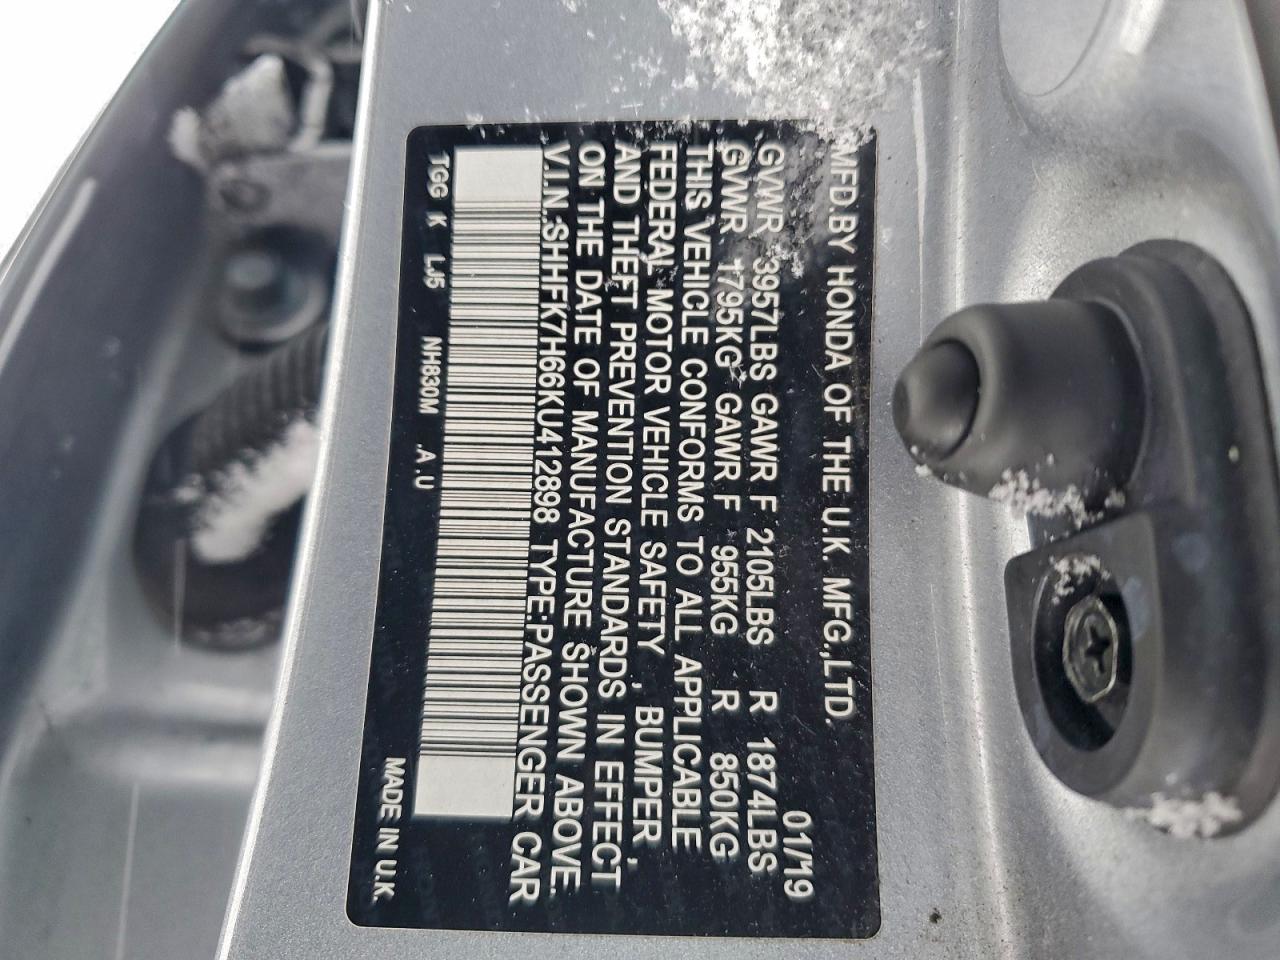 MFD.BY HONDA OF THE U.K. MFG.,LTD.
01/19
GVWR 3957LBS GAWR F 2105LBS R 1874LBS
GVWR 1795KG GAWR F 955KG R 850KG
THIS VEHICLE CONFORMS TO ALL APPLICABLE
FEDERAL MOTOR VEHICLE SAFETY , BUMPER ,
AND THEFT PREVENTION STANDARDS IN EFFECT
ON THE DATE OF MANUFACTURE SHOWN ABOVE.
V.I.N.:SHHFK7H66KU412898 TYPE:PASSENGER CAR
TGG K LJ5 NH830M .A.U
MADE IN U.K.